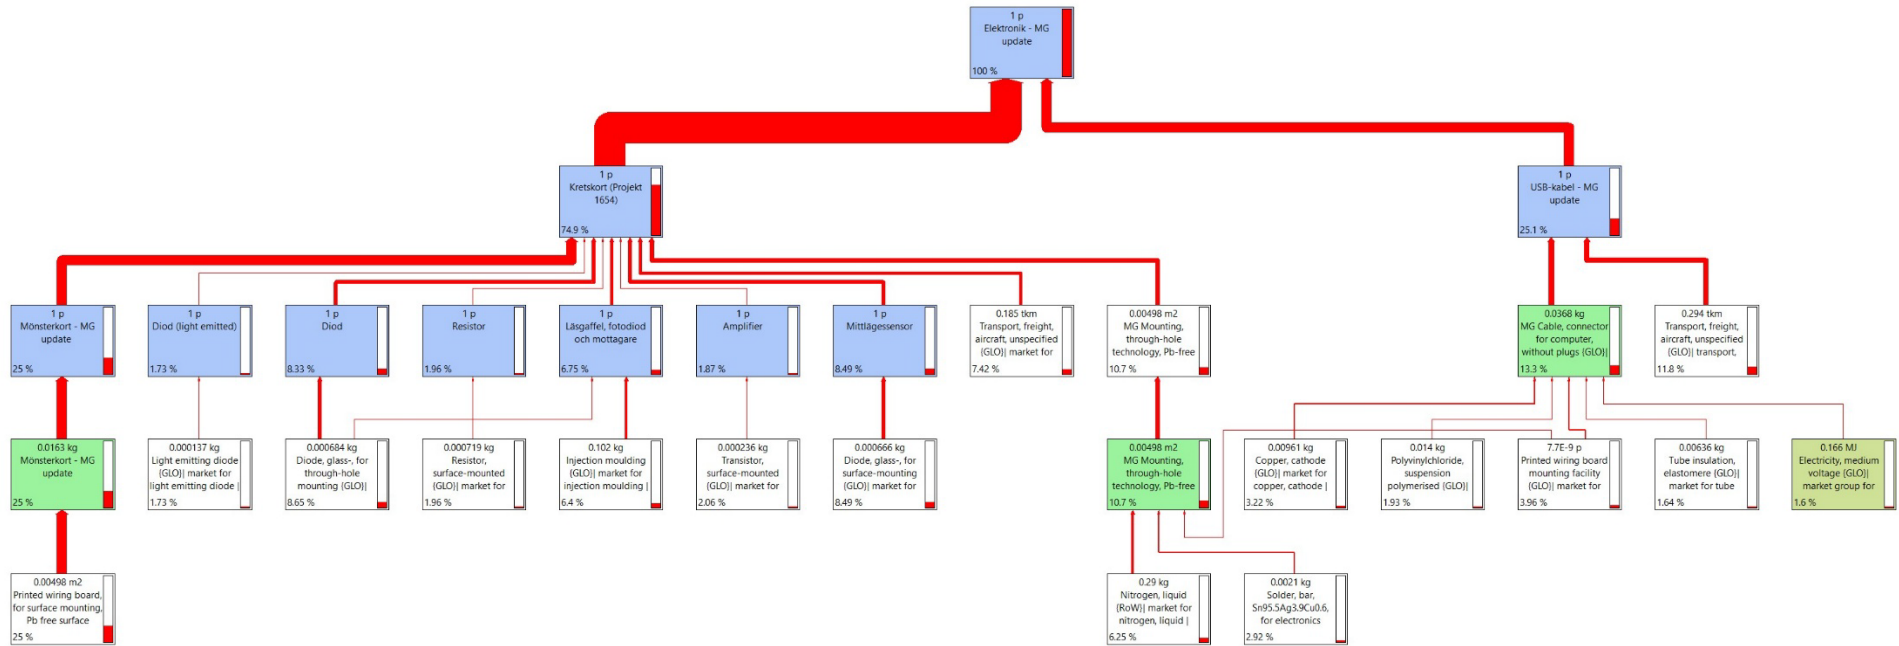 1 p
Elektronik - MG
update
100 %
1 p
Kretskort (Projekt
1654)
74.9 %
1 p
USB-kabel - MG
update
25.1 %
1 p
Mönsterkort - MG
update
25 %
1 p
Diod (light emitted)
1.73 %
1 p
Diod
8.33 %
1 p
Resistor
1.96 %
1 p
Läsgaffel, fotodiod
och mottagare
6.75 %
1 p
Amplifier
1.87 %
1 p
Mittlägessensor
8.49 %
0.185 tkm
Transport, freight,
aircraft, unspecified
{GLO}| market for
7.42 %
0.00498 m2
MG Mounting,
through-hole
technology, Pb-free
10.7 %
0.0368 kg
MG Cable, connector
for computer,
without plugs {GLO}|
13.3 %
0.294 tkm
Transport, freight,
aircraft, unspecified
{GLO}| transport,
11.8 %
0.0163 kg
Mönsterkort - MG
update
25 %
0.000137 kg
Light emitting diode
{GLO}| market for
light emitting diode |
1.73 %
0.000684 kg
Diode, glass-, for
through-hole
mounting {GLO}|
8.65 %
0.000719 kg
Resistor,
surface-mounted
{GLO}| market for
1.96 %
0.102 kg
Injection moulding
{GLO}| market for
injection moulding |
6.4 %
0.000236 kg
Transistor,
surface-mounted
{GLO}| market for
2.06 %
0.000666 kg
Diode, glass-, for
surface-mounting
{GLO}| market for
8.49 %
0.00498 m2
MG Mounting,
through-hole
technology, Pb-free
10.7 %
0.00961 kg
Copper, cathode
{GLO}| market for
copper, cathode |
3.22 %
0.014 kg
Polyvinylchloride,
suspension
polymerised {GLO}|
1.93 %
7.7E-9 p
Printed wiring board
mounting facility
{GLO}| market for
3.96 %
0.00636 kg
Tube insulation,
elastomere {GLO}|
market for tube
1.64 %
0.166 MJ
Electricity, medium
voltage {GLO}|
market group for
1.6 %
0.00498 m2
Printed wiring board,
for surface mounting,
Pb free surface
25 %
0.29 kg
Nitrogen, liquid
{RoW}| market for
nitrogen, liquid |
6.25 %
0.0021 kg
Solder, bar,
Sn95.5Ag3.9Cu0.6,
for electronics
2.92 %